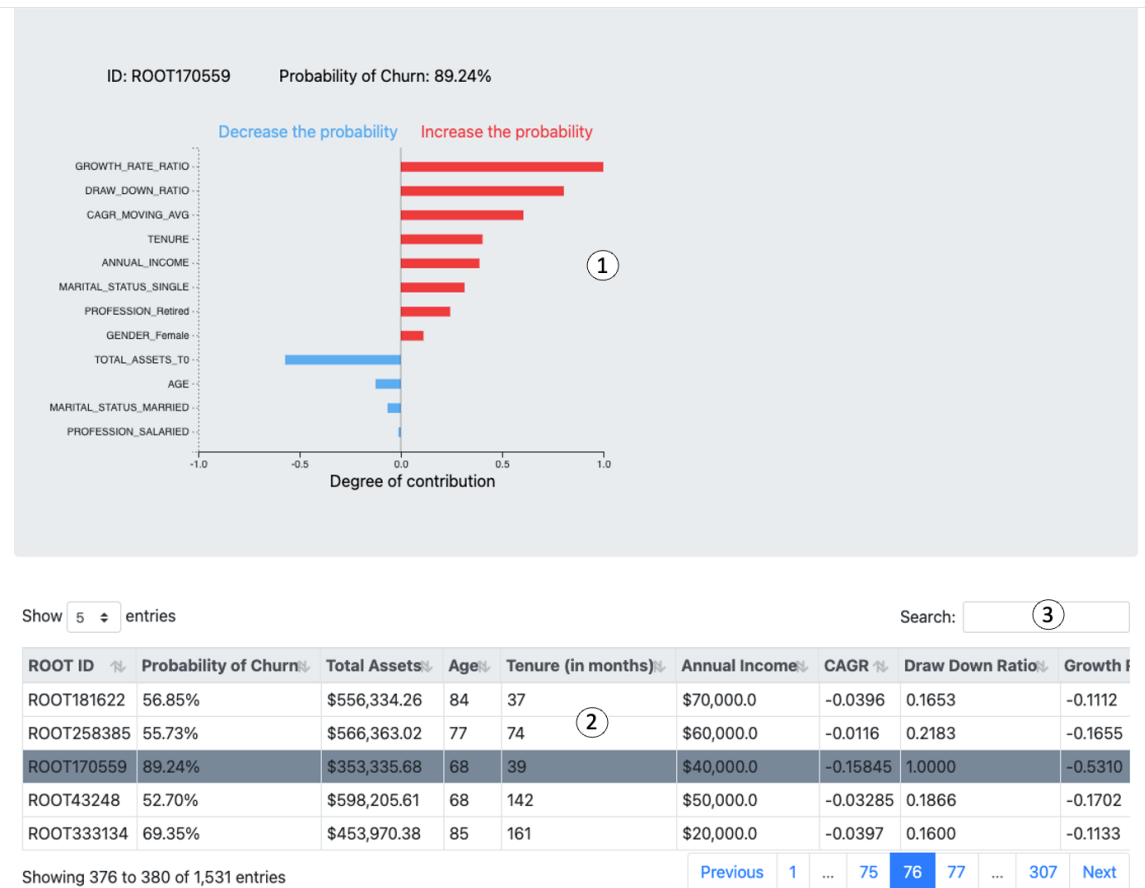 ID: ROOT170559 Probability of Churn: 89.24%
Decrease the probability Increase the probability
GROWTH_RATE_RATIO
DRAW_DOWN_RATIO
CAGR_MOVING_AVG
TENURE
ANNUAL_INCOME
1
MARITAL_STATUS_SINGLE
PROFESSION_Retired
GENDER_Female
TOTAL_ASSETS_T0
AGE
MARITAL_STATUS_MARRIED
PROFESSION_SALARIED
-1.0 -0.5 0.0 0.5 1.0
Degree of contribution
Show 5 entries Search: 3
ROOT ID Probability of Churn Total Assets Age Tenure (in months) Annual Income CAGR Draw Down Ratio Growth
ROOT181622 56.85% $556,334.26 84 37 $70,000.0 -0.0396 0.1653 -0.1112
2
ROOT258385 55.73% $566,363.02 77 74 $60,000.0 -0.0116 0.2183 -0.1655
ROOT170559 89.24% $353,335.68 68 39 $40,000.0 -0.15845 1.0000 -0.5310
ROOT43248 52.70% $598,205.61 68 142 $50,000.0 -0.03285 0.1866 -0.1702
ROOT333134 69.35% $453,970.38 85 161 $20,000.0 -0.0397 0.1600 -0.1133
Showing 376 to 380 of 1,531 entries Previous 1 ... 75 76 77 ... 307 Next